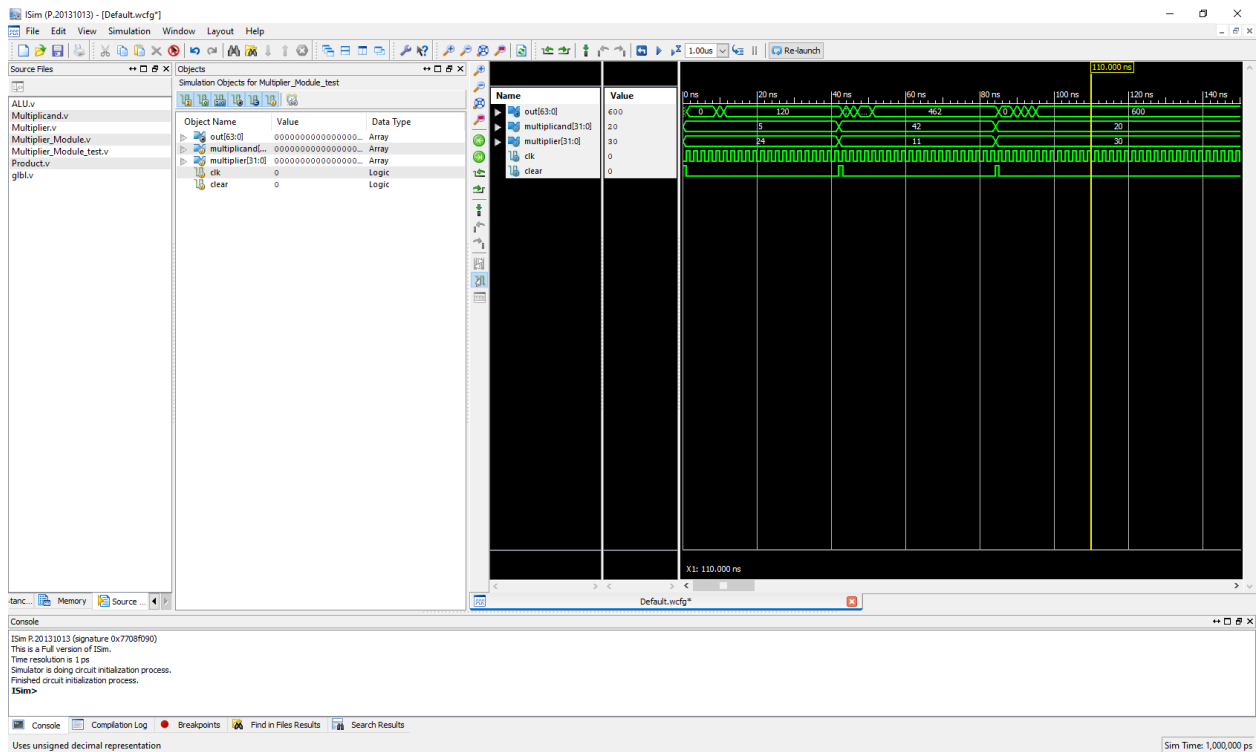 ISim (P.20131013) - [Default.wcfg*]
File Edit View Simulation Window Layout Help
1.00us Re-launch
Source Files
ALU.v
Multiplicand.v
Multiplier.v
Multiplier_Module.v
Multiplier_Module_test.v
Product.v
glbl.v
Objects
Simulation Objects for Multiplier_Module_test
Object Name Value Data Type
out[63:0] 0000000000000000... Array
multiplicand[... 0000000000000000... Array
multiplier[31:0] 0000000000000000... Array
clk 0 Logic
clear 0 Logic
110.000 ns
Name Value 0 ns 20 ns 40 ns 60 ns 80 ns 100 ns 120 ns 140 ns
out[63:0] 600 0 120 ... 462 0 600
multiplicand[31:0] 20 5 42 20
multiplier[31:0] 30 24 11 30
clk 0
clear 0
X1: 110.000 ns
Default.wcfg*
:tanc... Memory Source ...
Console
ISim P.20131013 (signature 0x7708f090)
This is a Full version of ISim.
Time resolution is 1 ps
Simulator is doing circuit initialization process.
Finished circuit initialization process.
ISim>
Console Compilation Log Breakpoints Find in Files Results Search Results
Uses unsigned decimal representation Sim Time: 1,000,000 ps